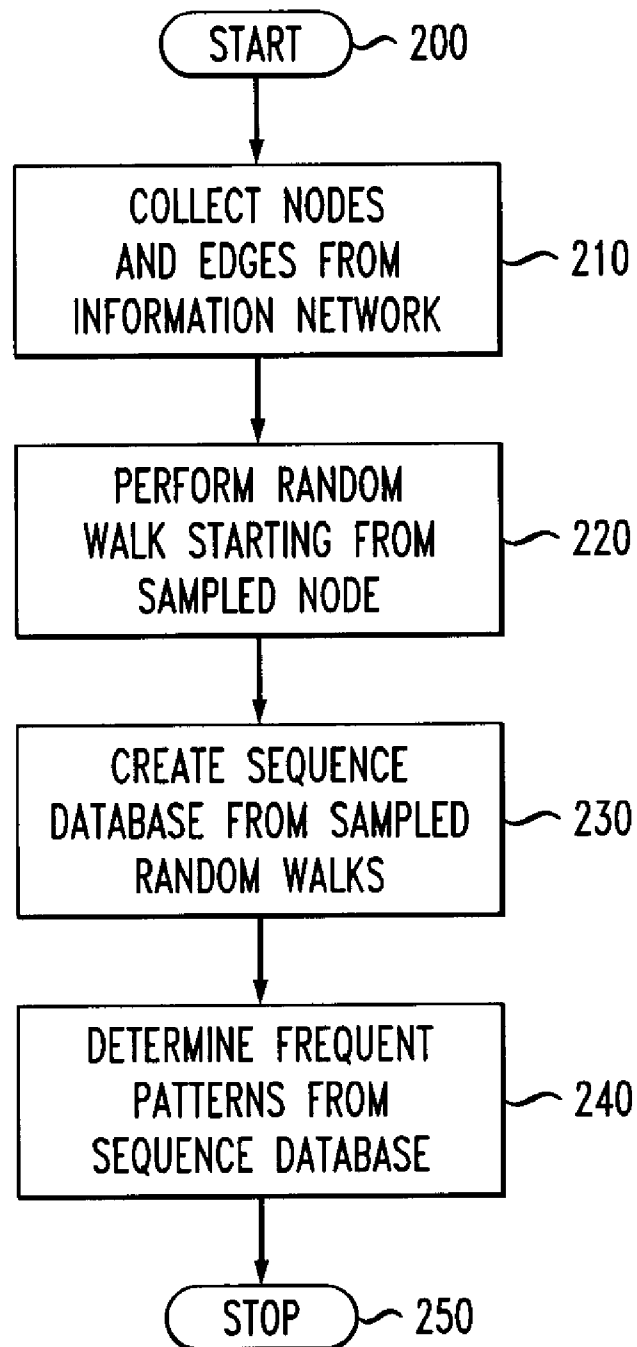 START
200
COLLECT NODES
AND EDGES FROM
INFORMATION NETWORK
210
PERFORM RANDOM
WALK STARTING FROM
SAMPLED NODE
220
CREATE SEQUENCE
DATABASE FROM SAMPLED
RANDOM WALKS
230
DETERMINE FREQUENT
PATTERNS FROM
SEQUENCE DATABASE
240
STOP
250